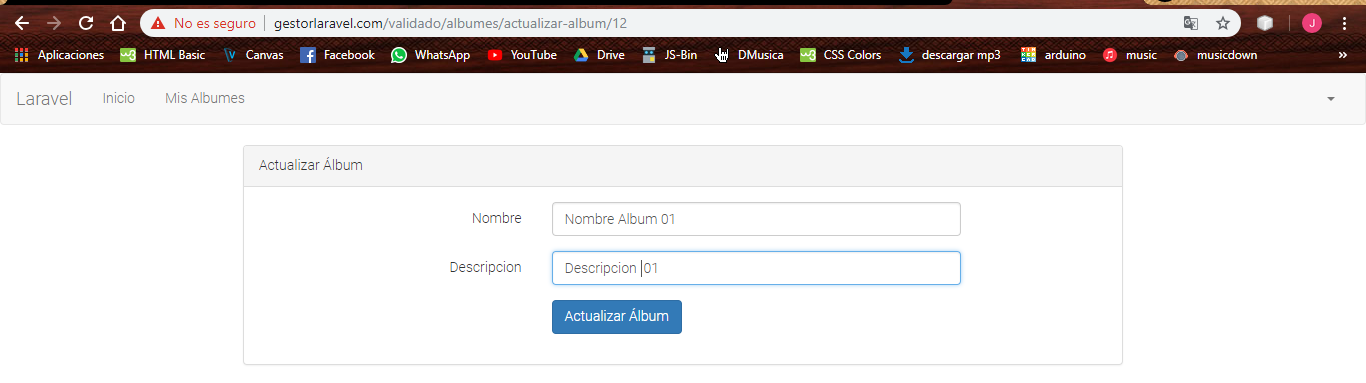 No es seguro | gestorlaravel.com/validado/albumes/actualizar-album/12 J
Aplicaciones HTML Basic Canvas Facebook WhatsApp YouTube Drive JS-Bin DMusica CSS Colors descargar mp3 arduino music musicdown »
Laravel Inicio Mis Albumes
Actualizar Álbum
Nombre Nombre Album 01
Descripcion Descripcion 01
Actualizar Álbum